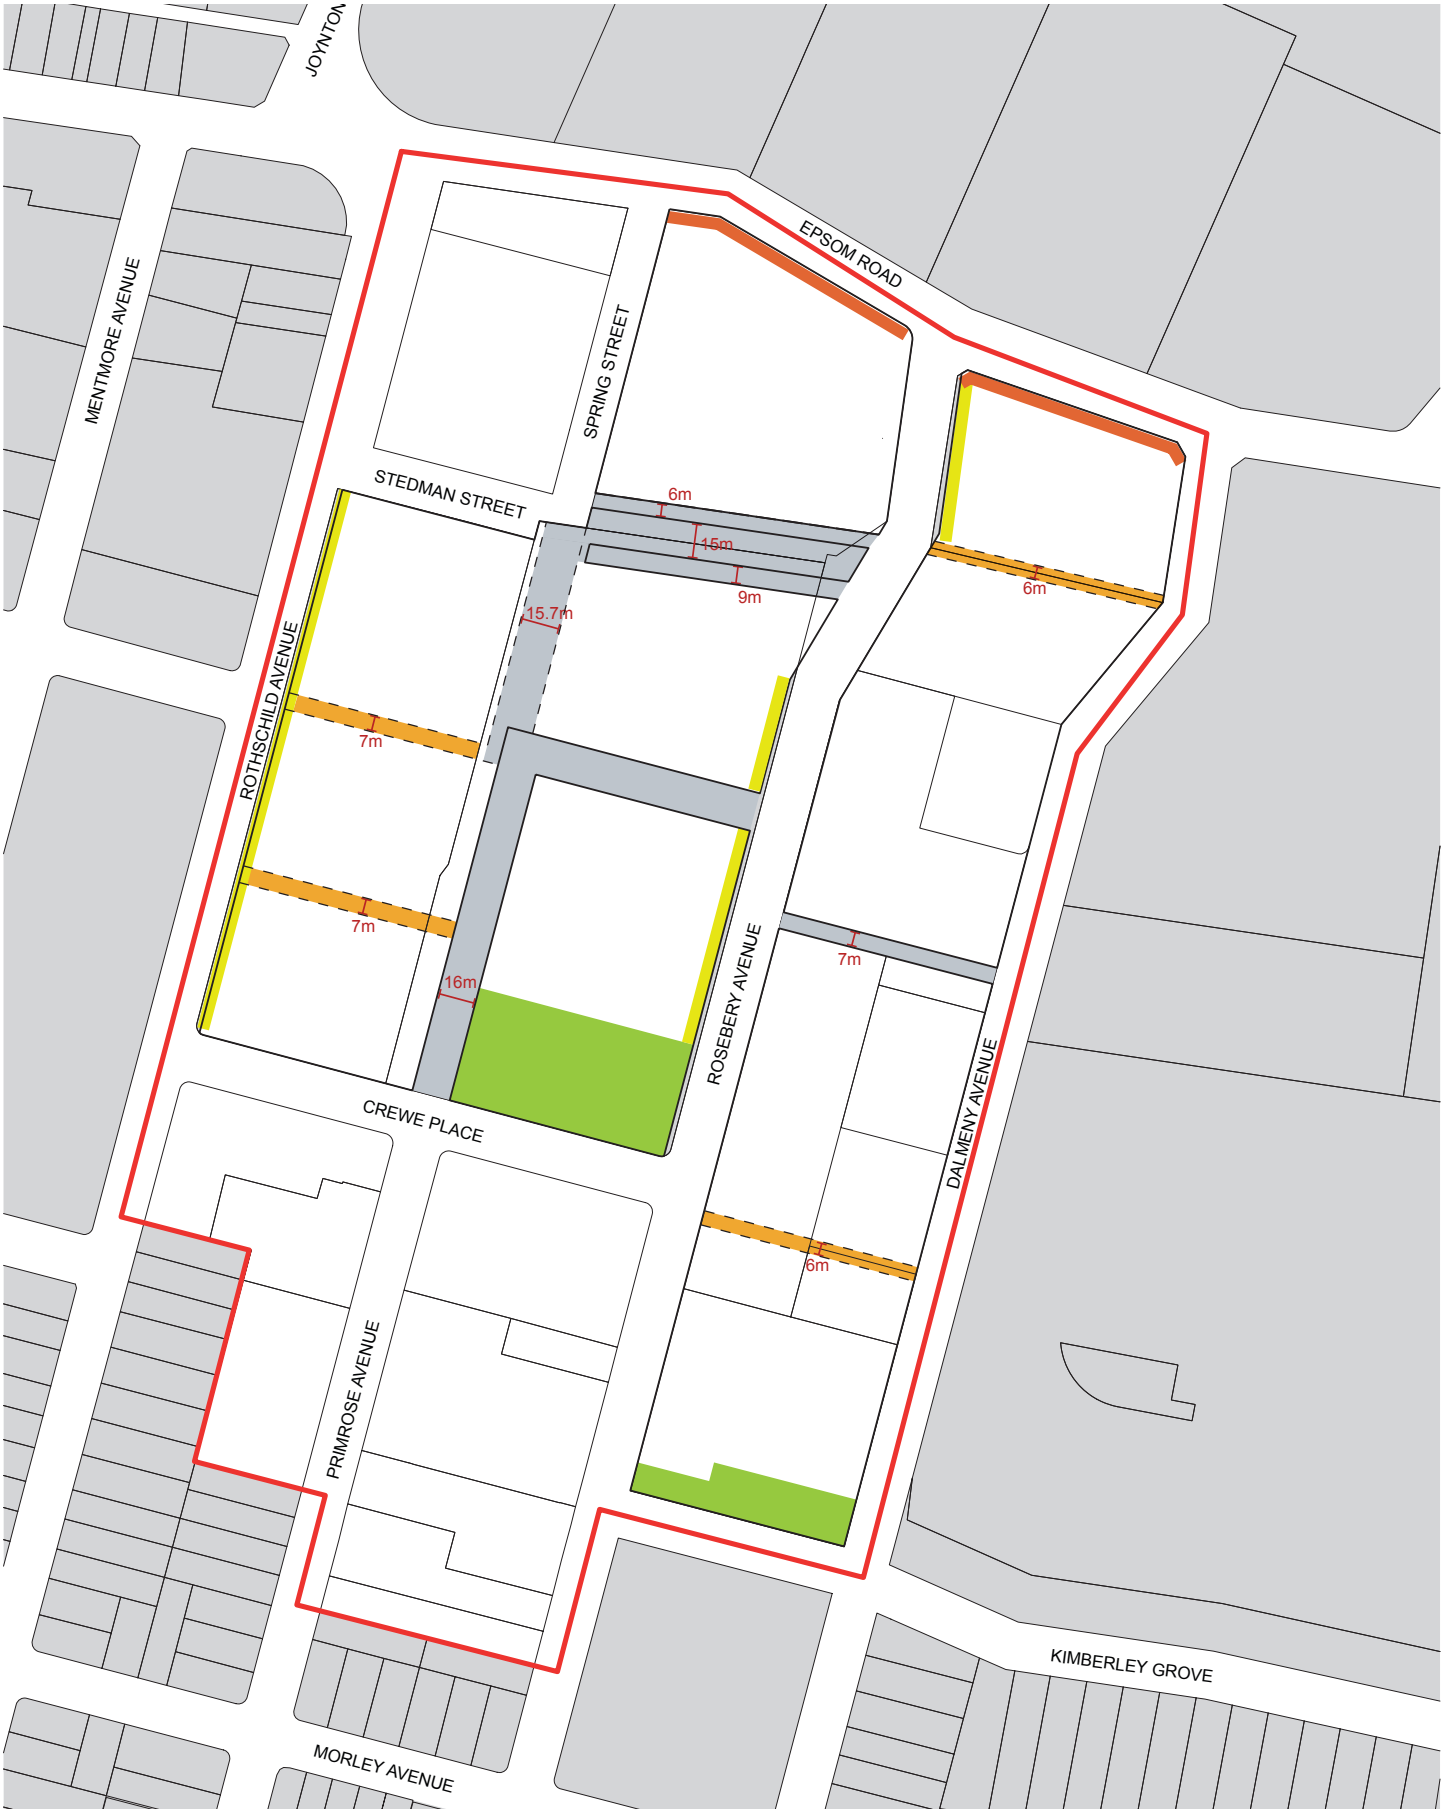 JOYNTON
EPSOM ROAD
MENTMORE AVENUE
SPRING STREET
STEDMAN STREET
6m
15m
9m
6m
15.7m
ROTHSCHILD AVENUE
7m
7m
16m
7m
ROSEBERY AVENUE
DALMENY AVENUE
CREWE PLACE
6m
PRIMROSE AVENUE
KIMBERLEY GROVE
MORLEY AVENUE